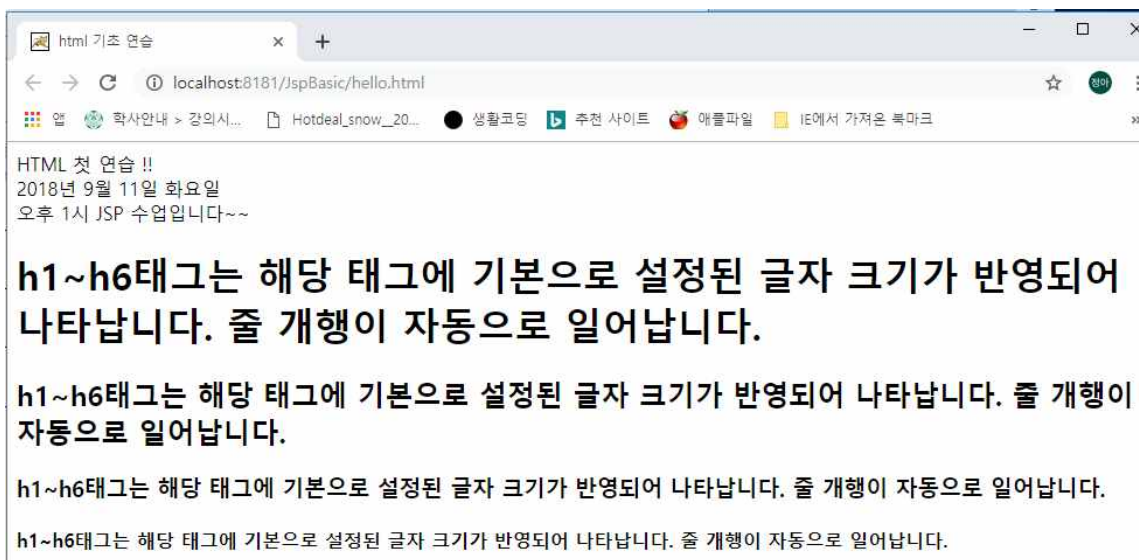 html 기초 연습
localhost:8181/JspBasic/hello.html
정아
앱 학사안내 > 강의시... Hotdeal_snow__20... 생활코딩 추천 사이트 애플파일 IE에서 가져온 북마크
HTML 첫 연습 !!
2018년 9월 11일 화요일
오후 1시 JSP 수업입니다~~
h1~h6태그는 해당 태그에 기본으로 설정된 글자 크기가 반영되어
나타납니다. 줄 개행이 자동으로 일어납니다.
h1~h6태그는 해당 태그에 기본으로 설정된 글자 크기가 반영되어 나타납니다. 줄 개행이
자동으로 일어납니다.
h1~h6태그는 해당 태그에 기본으로 설정된 글자 크기가 반영되어 나타납니다. 줄 개행이 자동으로 일어납니다.
h1~h6태그는 해당 태그에 기본으로 설정된 글자 크기가 반영되어 나타납니다. 줄 개행이 자동으로 일어납니다.